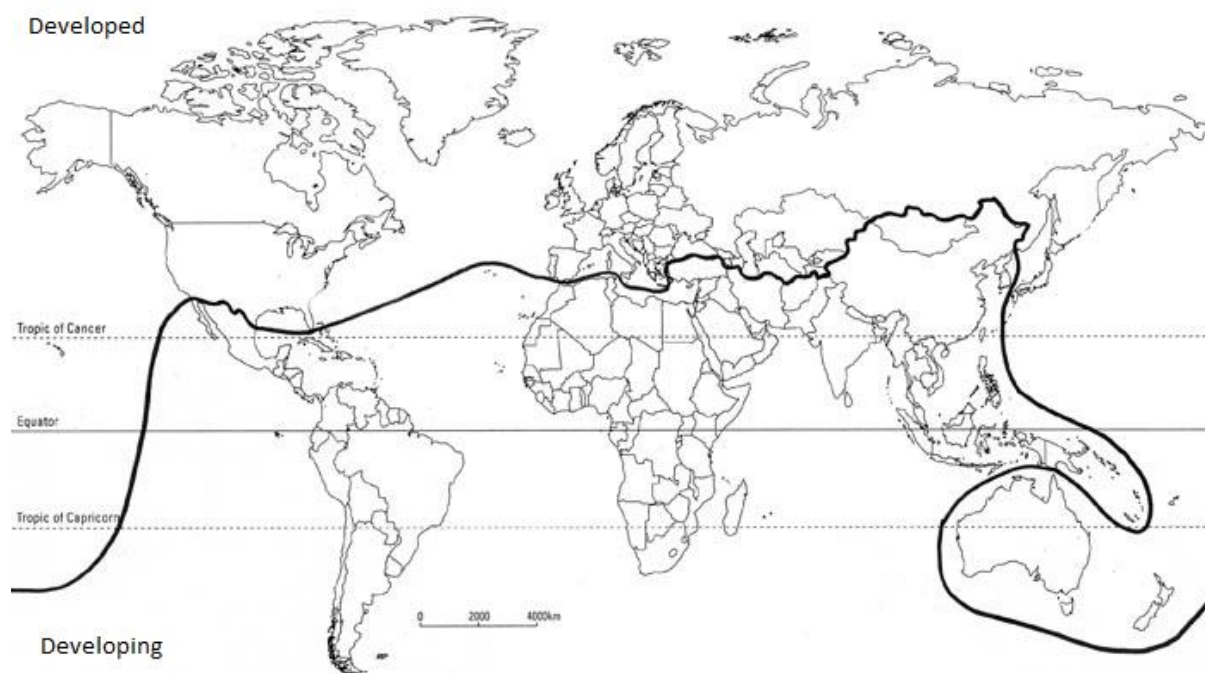 Developed
Tropic of Cancer
Equator
Tropic of Capricorn
0 2000 4000km
Developing